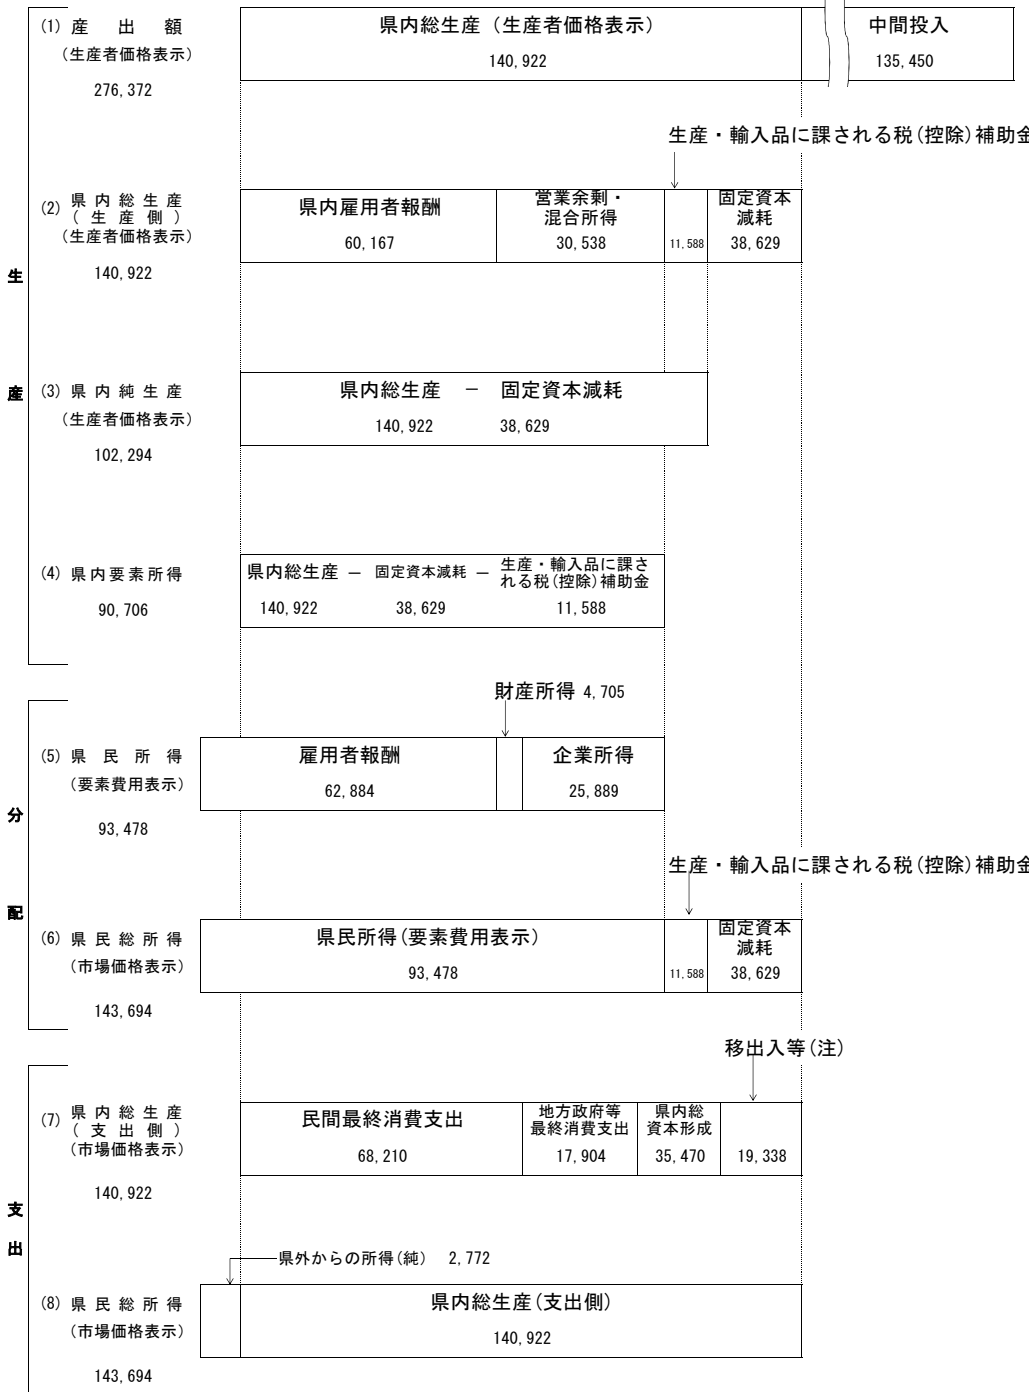 (1) 産出額 県内総生産（生産者価格表示） 中間投入
(生産者価格表示) 140,922 135,450
276,372
生産・輸入品に課される税(控除)補助金
(2) 県内総生産 県内雇用者報酬 営業余剰・ 固定資本
(生産側) 混合所得 減耗
(生産者価格表示) 60,167 30,538 11,588 38,629
140,922
生
産
(3) 県内純生産 県内総生産 － 固定資本減耗
(生産者価格表示) 140,922 38,629
102,294
(4) 県内要素所得 県内総生産 － 固定資本減耗 － 生産・輸入品に課さ
れる税(控除)補助金
90,706 140,922 38,629 11,588
財産所得 4,705
(5) 県民所得 雇用者報酬 企業所得
(要素費用表示) 62,884 25,889
93,478
分
配
生産・輸入品に課される税(控除)補助金
(6) 県民総所得 県民所得(要素費用表示) 固定資本
減耗
(市場価格表示) 93,478 11,588 38,629
143,694
移出入等(注)
(7) 県内総生産 民間最終消費支出 地方政府等 県内総
(支出側) 最終消費支出 資本形成
(市場価格表示) 68,210 17,904 35,470 19,338
140,922
支
出
県外からの所得(純) 2,772
(8) 県民総所得 県内総生産(支出側)
(市場価格表示) 140,922
143,694